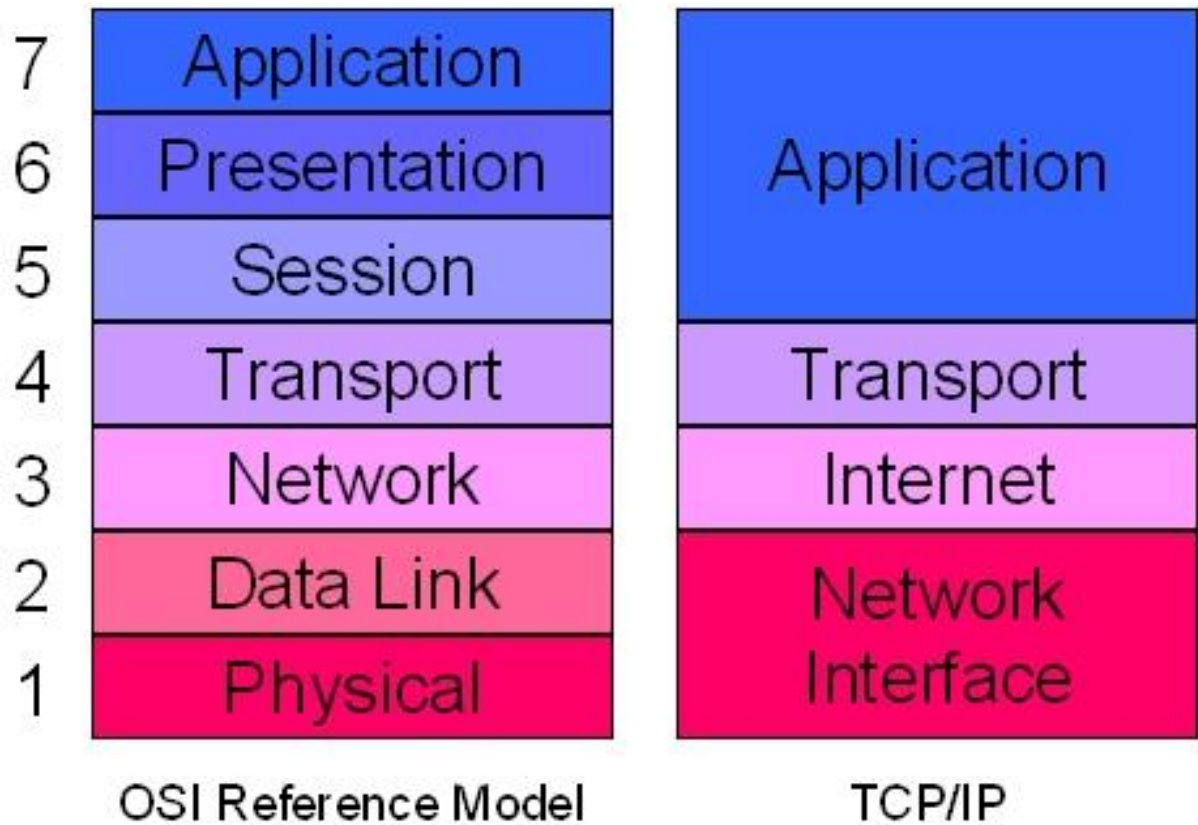 7 Application
6 Presentation
5 Session
4 Transport
3 Network
2 Data Link
1 Physical
OSI Reference Model
Application
Transport
Internet
Network
Interface
TCP/IP